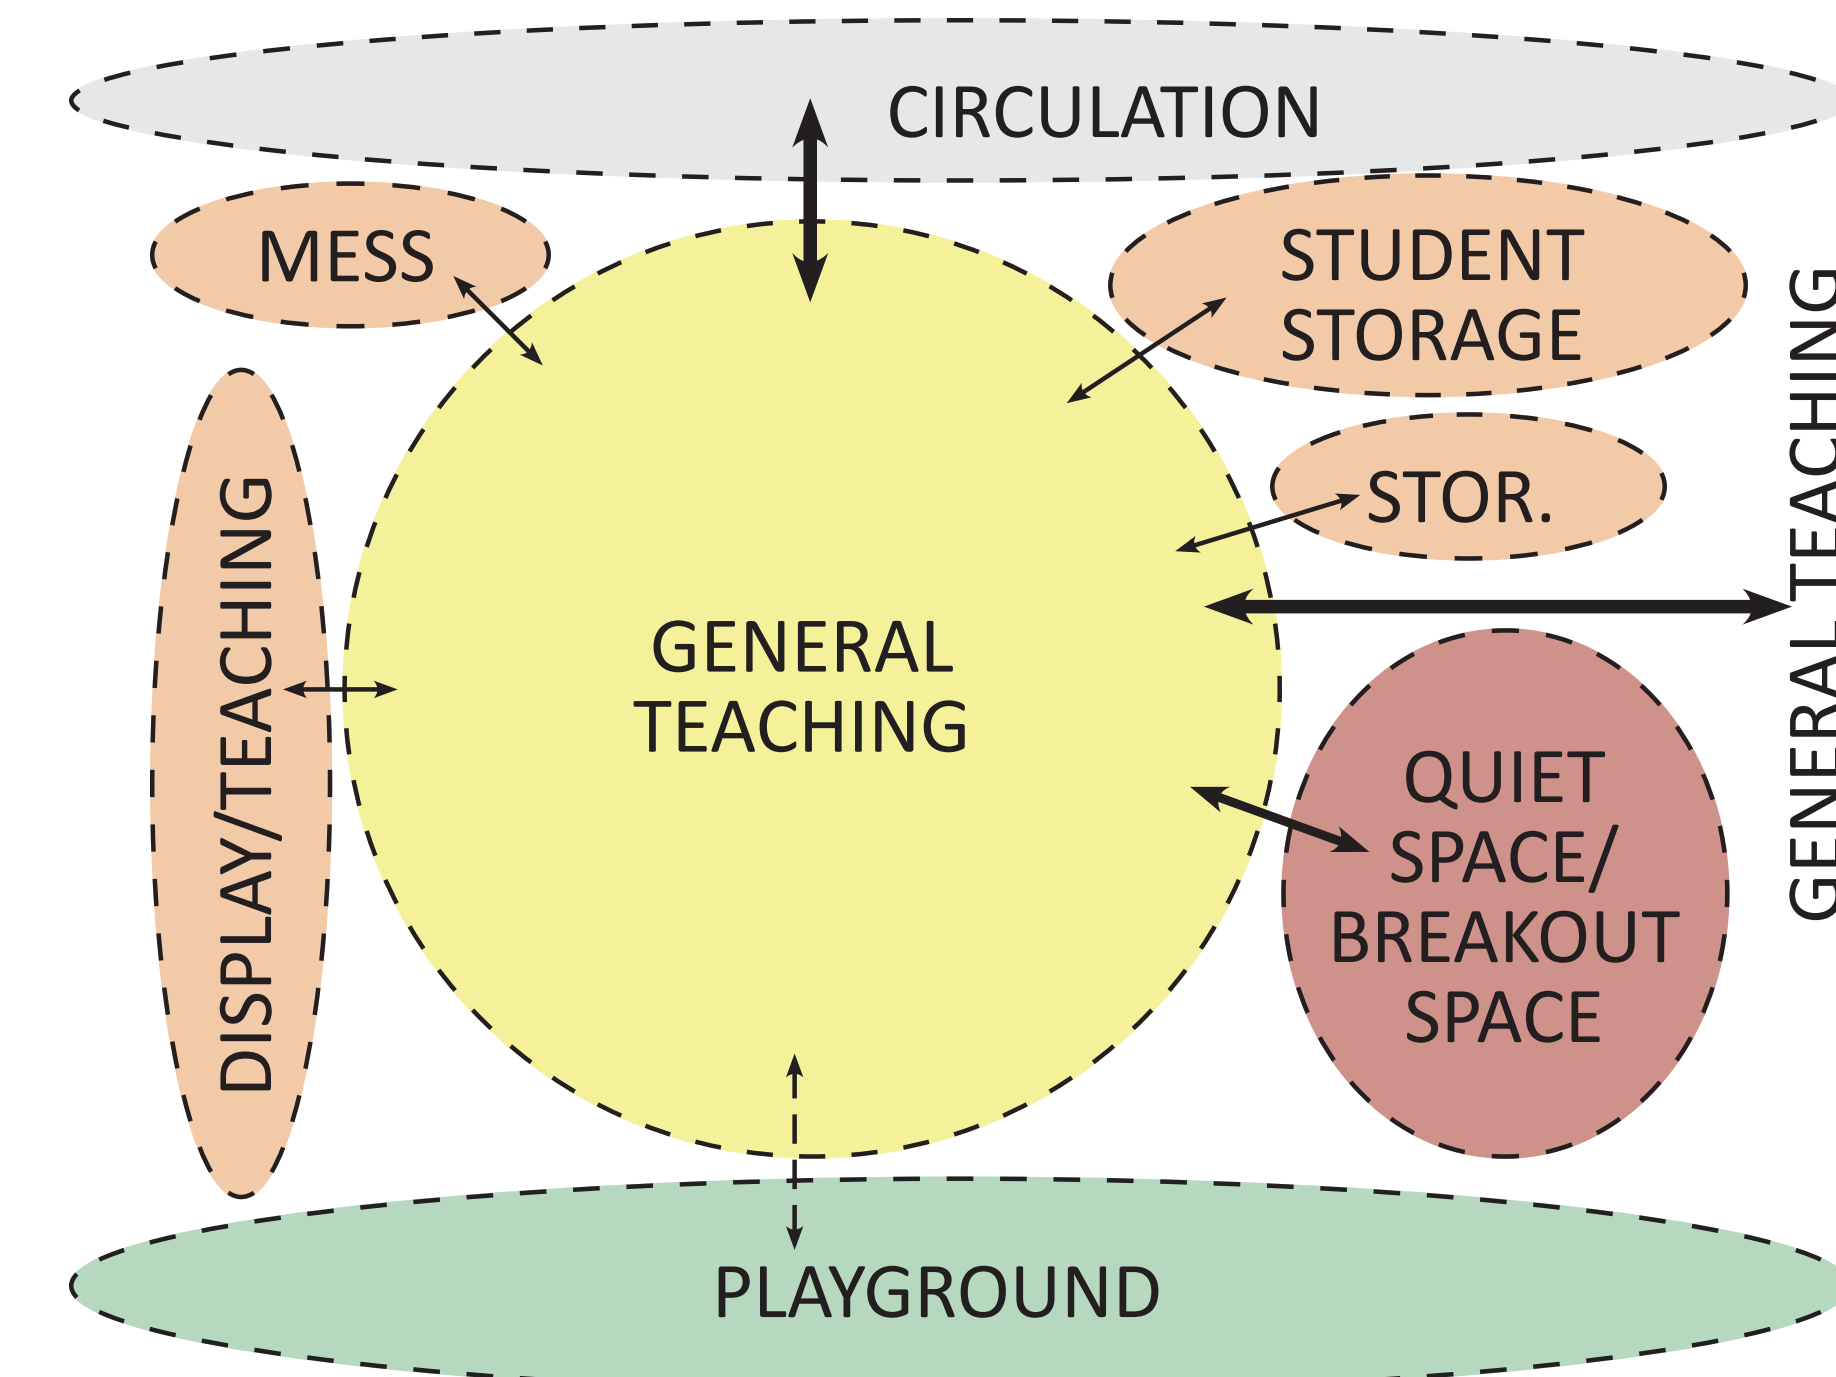 CIRCULATION
MESS
STUDENT
STORAGE
STOR.
GENERAL TEACHING
DISPLAY/TEACHING
GENERAL
TEACHING
QUIET
SPACE/
BREAKOUT
SPACE
PLAYGROUND